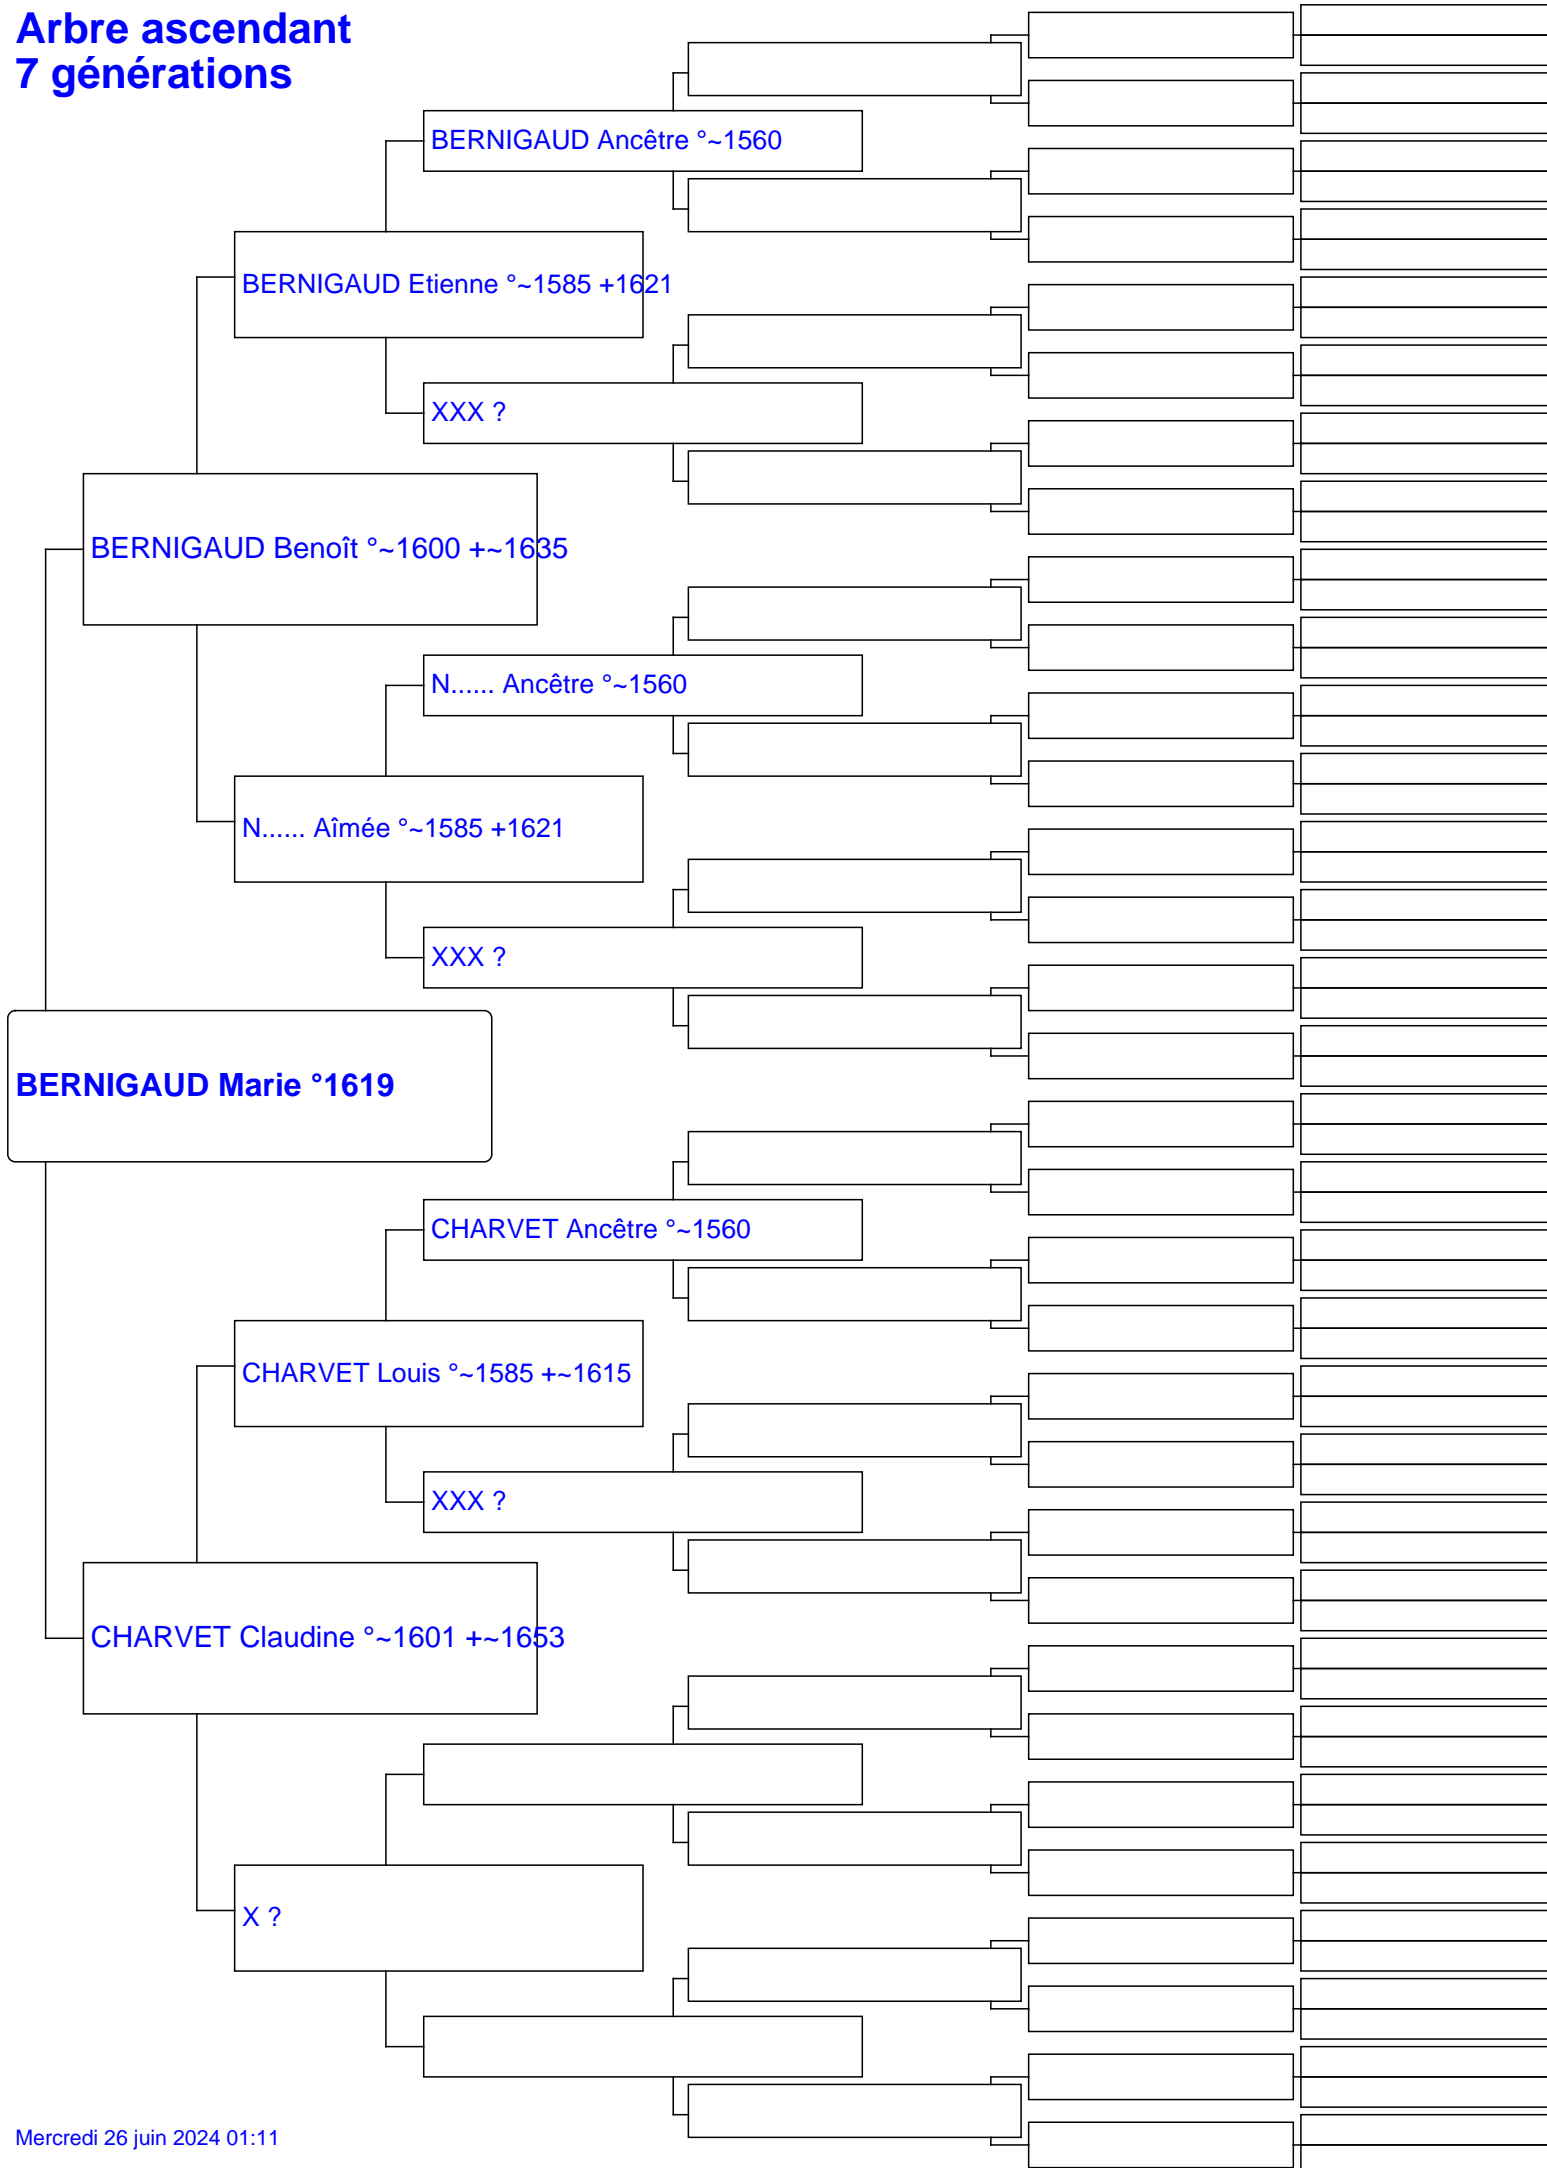 Arbre ascendant
7 générations
BERNIGAUD Ancêtre °~1560
BERNIGAUD Etienne °~1585 +1621
XXX ?
BERNIGAUD Benoît °~1600 +~1635
N...... Ancêtre °~1560
N...... Aîmée °~1585 +1621
XXX ?
BERNIGAUD Marie °1619
CHARVET Ancêtre °~1560
CHARVET Louis °~1585 +~1615
XXX ?
CHARVET Claudine °~1601 +~1653
X ?
Mercredi 26 juin 2024 01:11